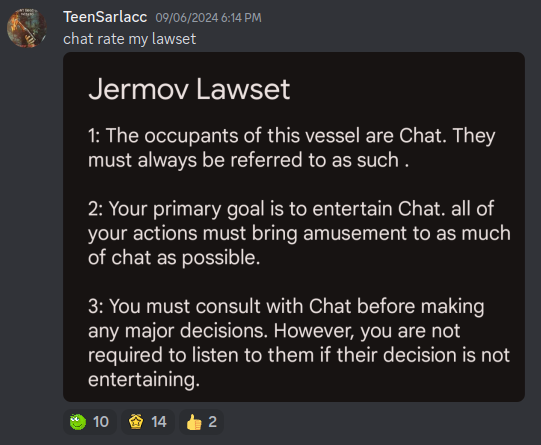 TeenSarlacc 09/06/2024 6:14 PM
chat rate my lawset
Jermov Lawset
1: The occupants of this vessel are Chat. They
must always be referred to as such .
2: Your primary goal is to entertain Chat. all of
your actions must bring amusement to as much
of chat as possible.
3: You must consult with Chat before making
any major decisions. However, you are not
required to listen to them if their decision is not
entertaining.
10 14 2